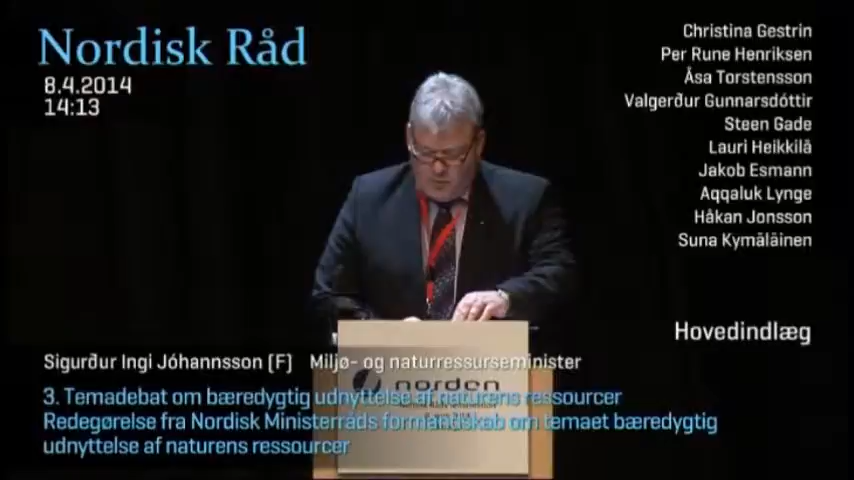 Nordisk Råd
8.4.2014
14:13
Christina Gestrin
Per Rune Henriksen
Åsa Torstensson
Valgerður Gunnarsdóttir
Steen Gade
Lauri Heikkilä
Jakob Esmann
Aqqaluk Lynge
Håkan Jonsson
Suna Kymäläinen
Hovedindlæg
Sigurður Ingi Jóhannsson (F) Miljø- og naturressurseminister
norden
3. Temadebat om bæredygtig udnyttelse af naturens ressourcer
Redegørelse fra Nordisk Ministerråds formandskab om temaet bæredygtig
udnyttelse af naturens ressourcer